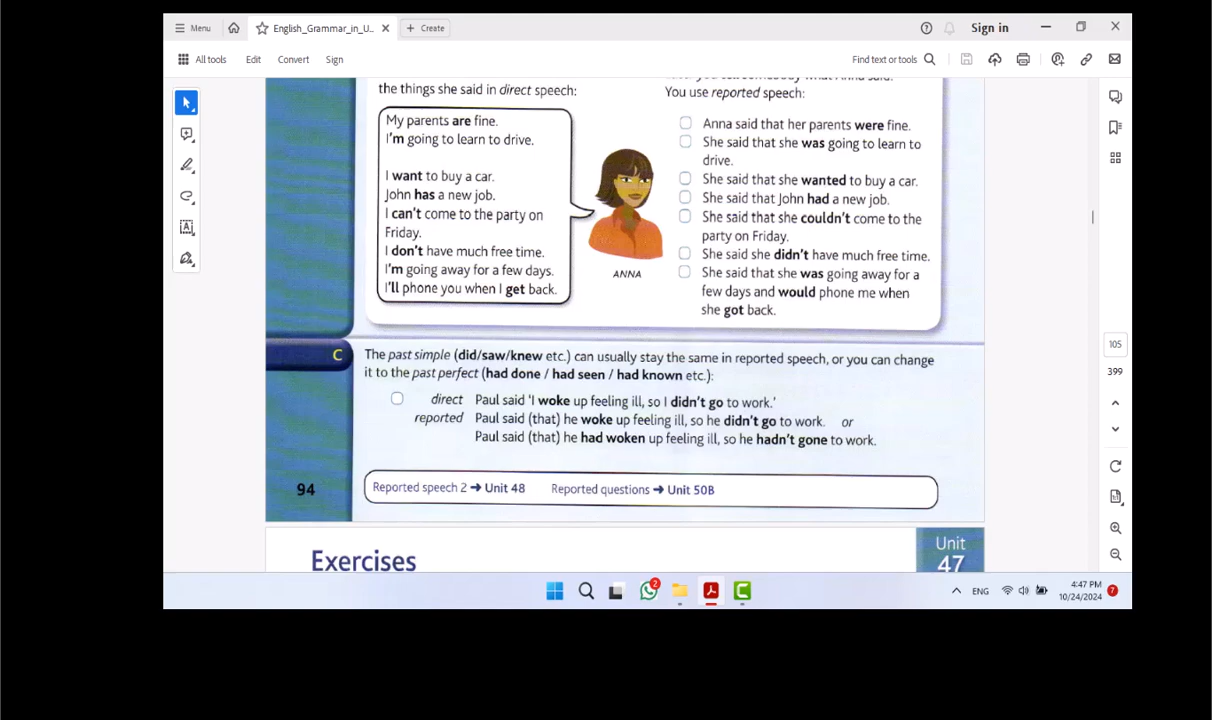 Menu
English_Grammar_in_U...
Create
Sign in
All tools
Edit
Convert
Sign
Find text or tools
the things she said in direct speech:
My parents are fine.
I'm going to learn to drive.
I want to buy a car.
John has a new job.
I can't come to the party on
Friday.
I don't have much free time.
I'm going away for a few days.
I'll phone you when I get back.
ANNA
You use reported speech:
Anna said that her parents were fine.
She said that she was going to learn to
drive.
She said that she wanted to buy a car.
She said that John had a new job.
She said that she couldn't come to the
party on Friday.
She said she didn't have much free time.
She said that she was going away for a
few days and would phone me when
she got back.
C
The past simple (did/saw/knew etc.) can usually stay the same in reported speech, or you can change
it to the past perfect (had done / had seen / had known etc.):
direct Paul said 'I woke up feeling ill, so I didn't go to work.'
reported Paul said (that) he woke up feeling ill, so he didn't go to work. or
Paul said (that) he had woken up feeling ill, so he hadn't gone to work.
94
Reported speech 2 ➜ Unit 48 Reported questions ➜ Unit 50B
Exercises
Unit
47
105
399
2
ENG
4:47 PM
10/24/2024
7